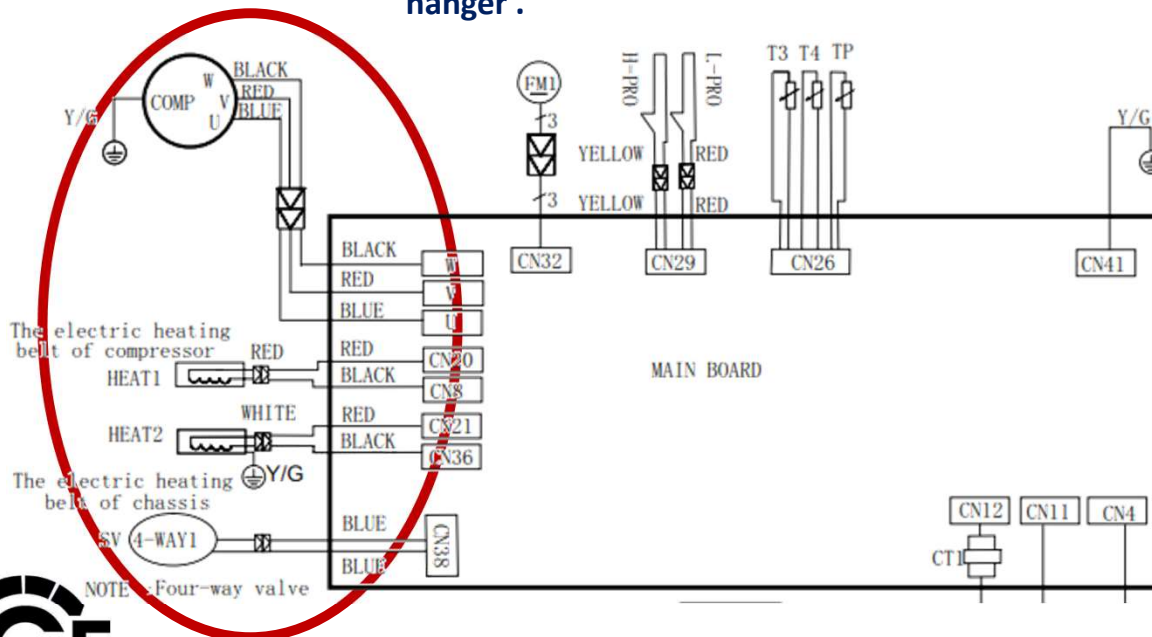 hanger .
BLACK
RED
BLUE
W
V
U
COMP
Y/G
FM1
3
3
H-PRO
L-PRO
YELLOW
RED
YELLOW
RED
T3 T4 TP
Y/G
CN32
CN29
CN26
CN41
BLACK
W
RED
V
BLUE
U
The electric heating
belt of compressor
RED
HEAT1
RED
CN20
BLACK
CN8
MAIN BOARD
WHITE
HEAT2
RED
CN21
BLACK
CN36
Y/G
The electric heating
belt of chassis
SV 4-WAY1
BLUE
CN38
BLUE
NOTE :Four-way valve
CN12
CN11
CN4
CT1